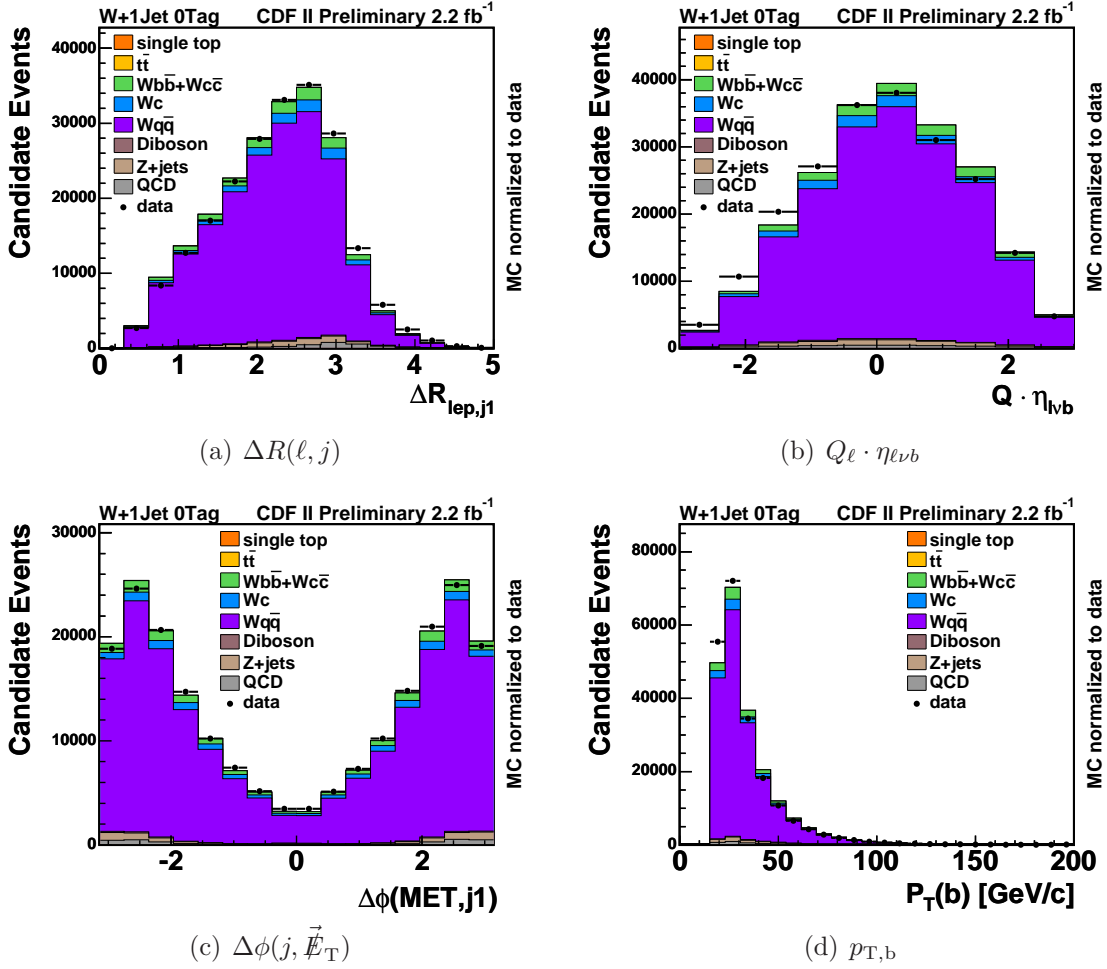 W+1Jet 0Tag CDF II Preliminary 2.2 fb⁻¹
Candidate Events
40000
30000
20000
10000
0
single top
tt̄
Wbb̄+Wcc̄
Wc
Wqq̄
Diboson
Z+jets
QCD
data
MC normalized to data
0 1 2 3 4 5
ΔR_lep,j1
(a) ΔR(ℓ, j)
W+1Jet 0Tag CDF II Preliminary 2.2 fb⁻¹
Candidate Events
40000
30000
20000
10000
0
single top
tt̄
Wbb̄+Wcc̄
Wc
Wqq̄
Diboson
Z+jets
QCD
data
MC normalized to data
-2 0 2
Q · η_lνb
(b) Q_ℓ · η_ℓνb
W+1Jet 0Tag CDF II Preliminary 2.2 fb⁻¹
Candidate Events
30000
20000
10000
0
single top
tt̄
Wbb̄+Wcc̄
Wc
Wqq̄
Diboson
Z+jets
QCD
data
MC normalized to data
-2 0 2
Δϕ(MET,j1)
(c) Δϕ(j, E̸⃗_T)
W+1Jet 0Tag CDF II Preliminary 2.2 fb⁻¹
Candidate Events
80000
60000
40000
20000
0
single top
tt̄
Wbb̄+Wcc̄
Wc
Wqq̄
Diboson
Z+jets
QCD
data
MC normalized to data
0 50 100 150 200
P_T(b) [GeV/c]
(d) p_T,b